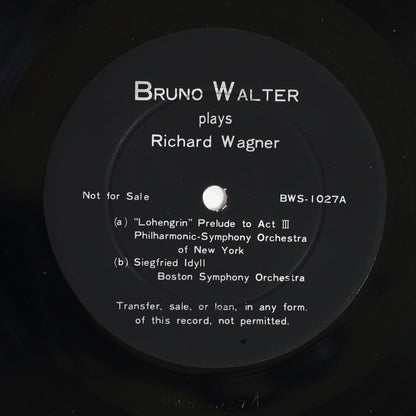 BRUNO WALTER
plays
Richard Wagner
Not for Sale BWS-1027A
(a) "Lohengrin" Prelude to Act III
Philharmonic-Symphony Orchestra
of New York
(b) Siegfried Idyll
Boston Symphony Orchestra
Transfer, sale, or loan, in any form.
of this record, not permitted.
BWS-1027A